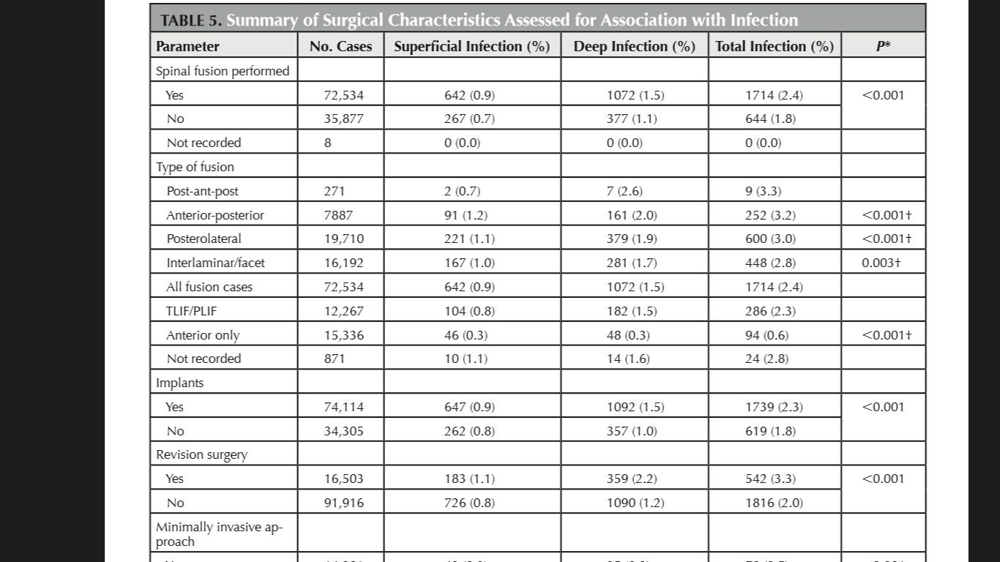 TABLE 5. Summary of Surgical Characteristics Assessed for Association with Infection
Parameter No. Cases Superficial Infection (%) Deep Infection (%) Total Infection (%) P*
Spinal fusion performed
Yes 72,534 642 (0.9) 1072 (1.5) 1714 (2.4) <0.001
No 35,877 267 (0.7) 377 (1.1) 644 (1.8)
Not recorded 8 0 (0.0) 0 (0.0) 0 (0.0)
Type of fusion
Post-ant-post 271 2 (0.7) 7 (2.6) 9 (3.3)
Anterior-posterior 7887 91 (1.2) 161 (2.0) 252 (3.2) <0.001†
Posterolateral 19,710 221 (1.1) 379 (1.9) 600 (3.0) <0.001†
Interlaminar/facet 16,192 167 (1.0) 281 (1.7) 448 (2.8) 0.003†
All fusion cases 72,534 642 (0.9) 1072 (1.5) 1714 (2.4)
TLIF/PLIF 12,267 104 (0.8) 182 (1.5) 286 (2.3)
Anterior only 15,336 46 (0.3) 48 (0.3) 94 (0.6) <0.001†
Not recorded 871 10 (1.1) 14 (1.6) 24 (2.8)
Implants
Yes 74,114 647 (0.9) 1092 (1.5) 1739 (2.3) <0.001
No 34,305 262 (0.8) 357 (1.0) 619 (1.8)
Revision surgery
Yes 16,503 183 (1.1) 359 (2.2) 542 (3.3) <0.001
No 91,916 726 (0.8) 1090 (1.2) 1816 (2.0)
Minimally invasive ap-
proach